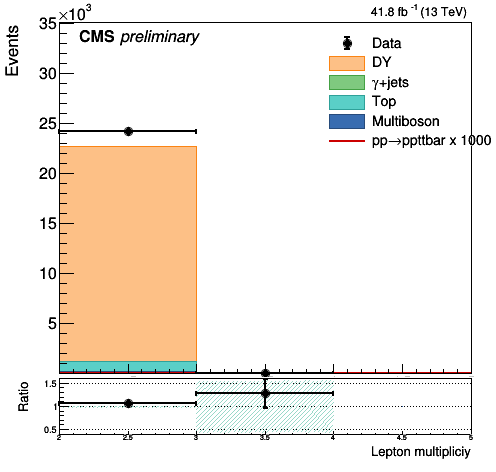 ×10³
41.8 fb⁻¹ (13 TeV)
CMS preliminary
Events
35
30
25
20
15
10
5
Data
DY
γ+jets
Top
Multiboson
pp→ppttbar x 1000
Ratio
1.5
1
0.5
2 2.5 3 3.5 4 4.5 5
Lepton multipliciy